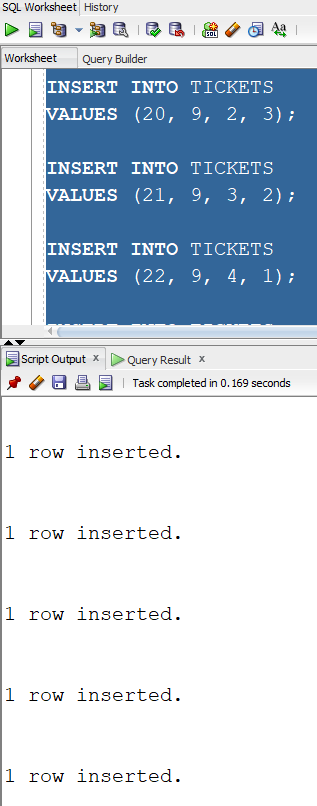 SQL Worksheet History
Worksheet Query Builder
INSERT INTO TICKETS
VALUES (20, 9, 2, 3);
INSERT INTO TICKETS
VALUES (21, 9, 3, 2);
INSERT INTO TICKETS
VALUES (22, 9, 4, 1);
Script Output x Query Result x
Task completed in 0.169 seconds
1 row inserted.
1 row inserted.
1 row inserted.
1 row inserted.
1 row inserted.